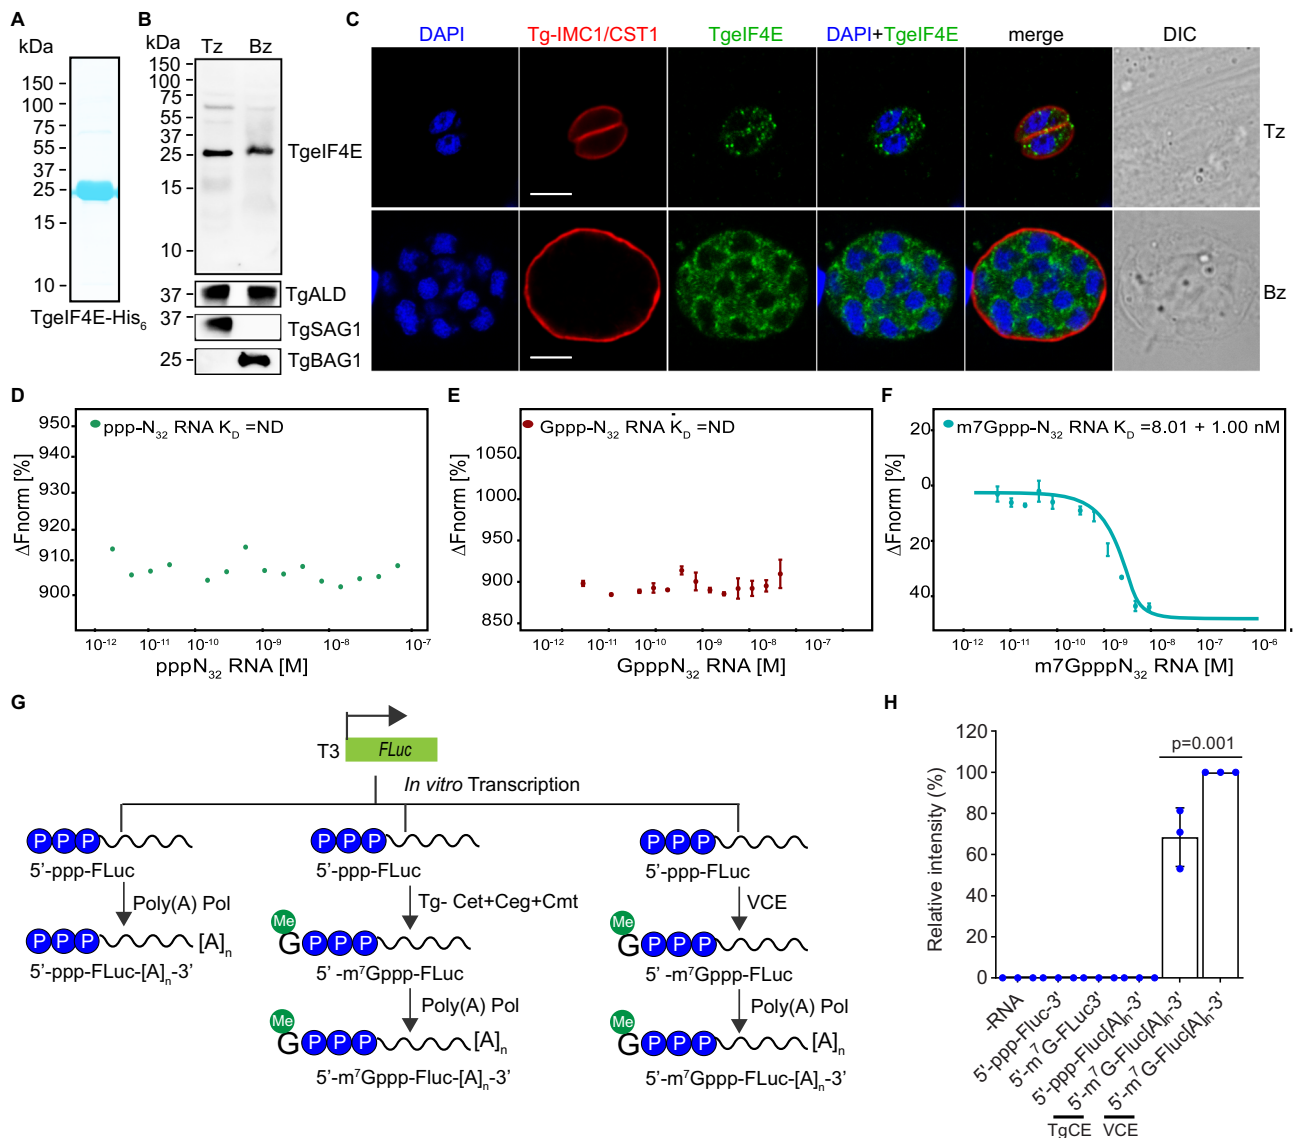 A
kDa
150
100
75
55
37
25
15
10
TgeIF4E-His6
B
kDa
Tz Bz
150
100
75
55
37
25
15
10
TgeIF4E
37
TgALD
37
TgSAG1
25
TgBAG1
C
DAPI Tg-IMC1/CST1 TgeIF4E DAPI+TgeIF4E merge DIC
Tz
Bz
D
ppp-N32 RNA KD =ND
ΔFnorm [%]
950
940
930
920
910
900
10-12 10-11 10-10 10-9 10-8 10-7
pppN32 RNA [M]
E
Gppp-N32 RNA KD =ND
ΔFnorm [%]
1050
1000
950
900
850
10-12 10-11 10-10 10-9 10-8 10-7
GpppN32 RNA [M]
F
m7Gppp-N32 RNA KD =8.01 + 1.00 nM
ΔFnorm [%]
20
0
20
40
10-12 10-11 10-10 10-9 10-8 10-7 10-6
m7GpppN32 RNA [M]
G
T3 FLuc
In vitro Transcription
P P P
5'-ppp-FLuc
Poly(A) Pol
P P P [A]n
5'-ppp-FLuc-[A]n-3'
P P P
5'-ppp-FLuc
Tg- Cet+Ceg+Cmt
Me
G P P P
5' -m7Gppp-FLuc
Poly(A) Pol
Me
G P P P [A]n
5'-m7Gppp-Fluc-[A]n-3'
P P P
5'-ppp-FLuc
VCE
Me
G P P P
5' -m7Gppp-FLuc
Poly(A) Pol
Me
G P P P [A]n
5'-m7Gppp-FLuc-[A]n-3'
H
Relative intensity (%)
120
100
80
60
40
20
0
p=0.001
-RNA
5'-ppp-Fluc-3'
5'-m7G-FLuc3'
5'-ppp-Fluc[A]n-3'
5'-m7G-Fluc[A]n-3'
5'-m7G-Fluc[A]n-3'
TgCE VCE